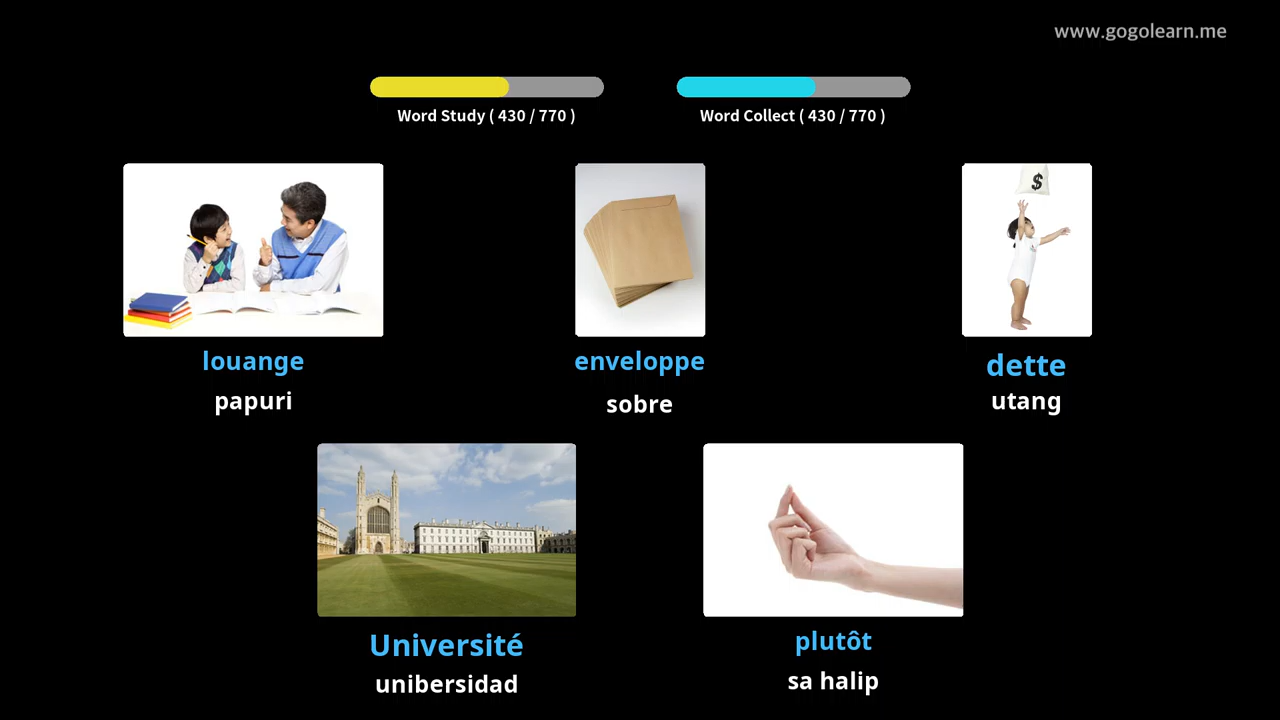 www.gogolearn.me
Word Study ( 430 / 770 )
Word Collect ( 430 / 770 )
$
louange
papuri
enveloppe
sobre
dette
utang
Université
unibersidad
plutôt
sa halip